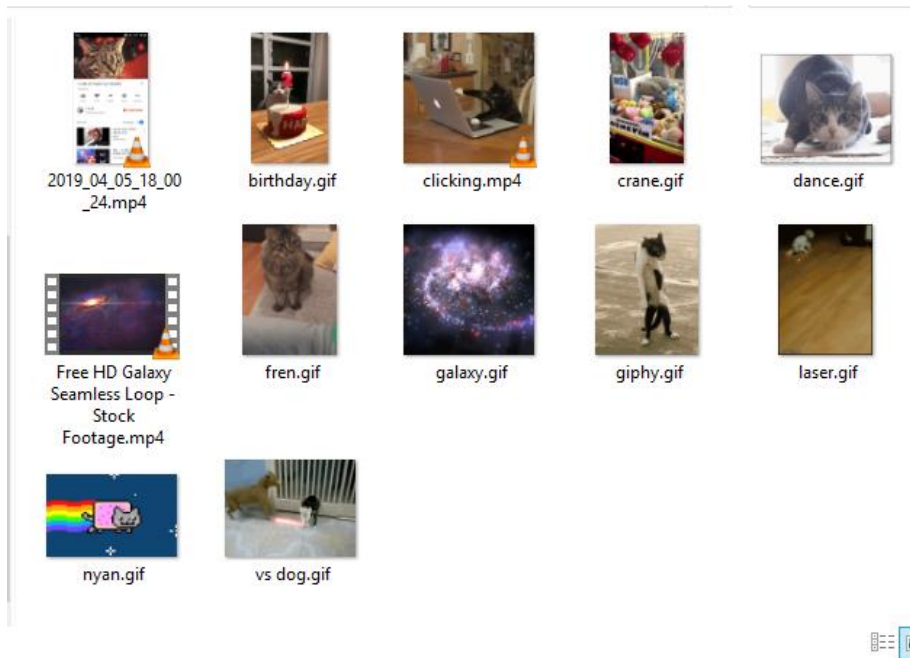 2019_04_05_18_00
_24.mp4
birthday.gif
clicking.mp4
crane.gif
dance.gif
Free HD Galaxy
Seamless Loop -
Stock
Footage.mp4
fren.gif
galaxy.gif
giphy.gif
laser.gif
nyan.gif
vs dog.gif